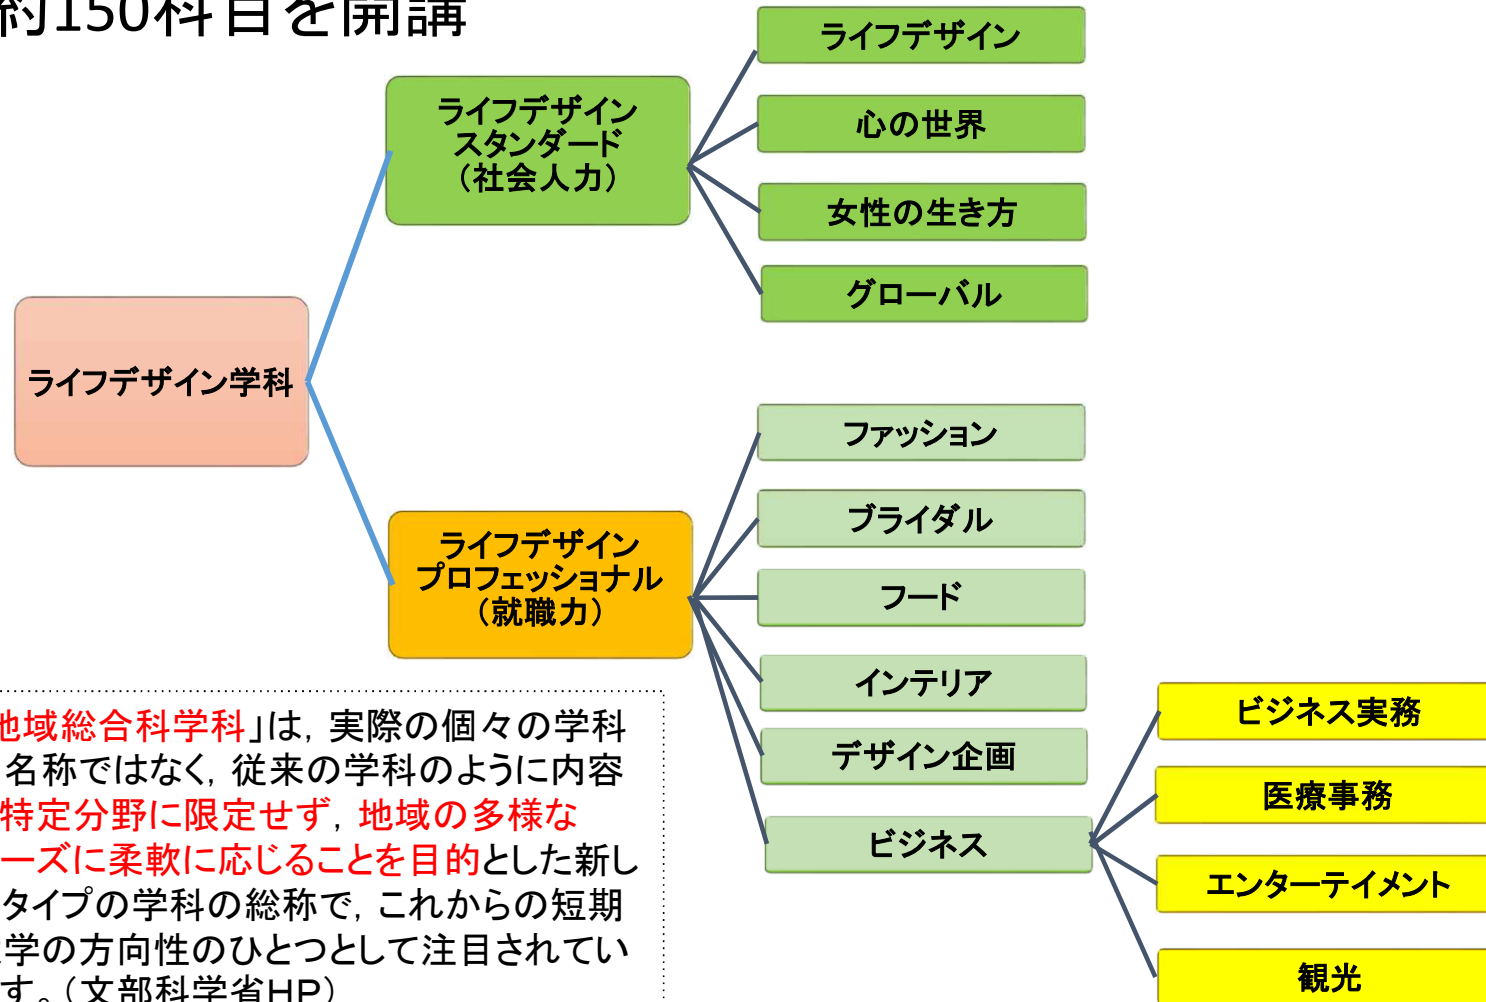 約150科目を開講
ライフデザイン学科
ライフデザイン
スタンダード
（社会人力）
ライフデザイン
心の世界
女性の生き方
グローバル
ライフデザイン
プロフェッショナル
（就職力）
ファッション
ブライダル
フード
インテリア
デザイン企画
ビジネス
ビジネス実務
医療事務
エンターテイメント
観光
地域総合科学科」は，実際の個々の学科
名称ではなく，従来の学科のように内容
特定分野に限定せず，地域の多様な
ーズに柔軟に応じることを目的とした新し
タイプの学科の総称で，これからの短期
学の方向性のひとつとして注目されてい
す。（文部科学省HP）